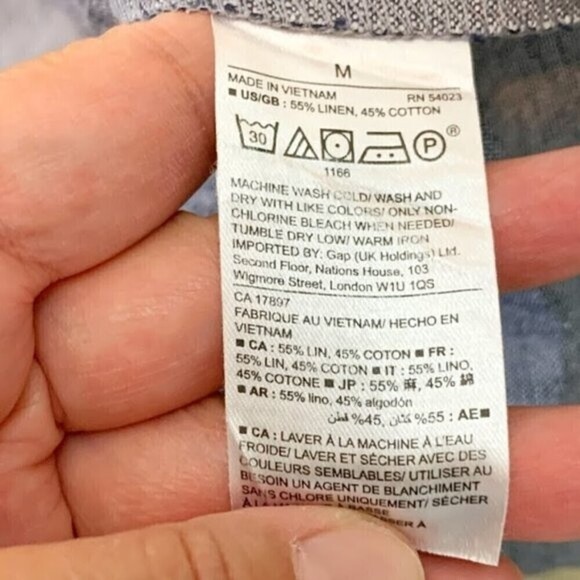 M
MADE IN VIETNAM RN 54023
■ US/GB : 55% LINEN, 45% COTTON
30 P ®
1166
MACHINE WASH COLD/ WASH AND
DRY WITH LIKE COLORS/ ONLY NON-
CHLORINE BLEACH WHEN NEEDED/
TUMBLE DRY LOW/ WARM IRON
IMPORTED BY: Gap (UK Holdings) Ltd.
Second Floor, Nations House, 103
Wigmore Street, London W1U 1QS
CA 17897
FABRIQUE AU VIETNAM/ HECHO EN
VIETNAM
■ CA : 55% LIN, 45% COTON ■ FR :
55% LIN, 45% COTON ■ IT : 55% LINO,
45% COTONE ■ JP : 55% 麻, 45% 綿
■ AR : 55% lino, 45% algodón
■AE : 55% كتان, 45% قطن
■ CA : LAVER À LA MACHINE À L'EAU
FROIDE/ LAVER ET SÉCHER AVEC DES
COULEURS SEMBLABLES/ UTILISER AU
BESOIN UN AGENT DE BLANCHIMENT
SANS CHLORE UNIQUEMENT/ SÉCHER
À